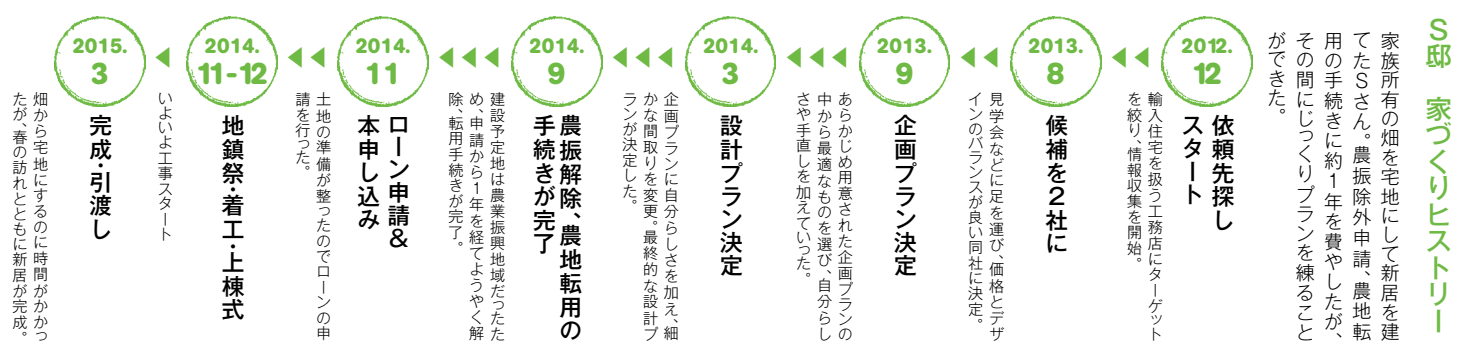 S邸 家づくりヒストリー
家族所有の畑を宅地にして新居を建
てたSさん。農振除外申請、農地転
用の手続きに約1年を費やしたが、
その間にじっくりプランを練ること
ができた。
2012.
12
依頼先探し
スタート
輸入住宅を扱う工務店にターゲット
を絞り、情報収集を開始。
2013.
8
候補を2社に
見学会などに足を運び、価格とデザ
インのバランスが良い同社に決定。
2013.
9
企画プラン決定
あらかじめ用意された企画プランの
中から最適なものを選び、自分らし
さや手直しを加えていった。
2014.
3
設計プラン決定
企画プランに自分らしさを加え、細
かな間取りを変更。最終的な設計プ
ランが決定した。
2014.
9
農振解除、農地転用の
手続きが完了
建設予定地は農業振興地域だったた
め、申請から1年を経てようやく解
除、転用手続きが完了。
2014.
11
ローン申請&
本申し込み
土地の準備が整ったのでローンの申
請を行った。
2014.
11-12
地鎮祭・着工・上棟式
いよいよ工事スタート
2015.
3
完成・引渡し
畑から宅地にするのに時間がかかっ
たが、春の訪れとともに新居が完成。